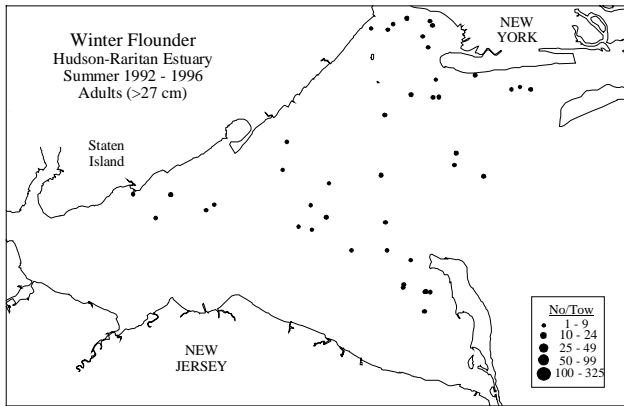 Winter Flounder
Hudson-Raritan Estuary
Summer 1992 - 1996
Adults (>27 cm)
NEW
YORK
Staten
Island
NEW
JERSEY
No/Tow
1 - 9
10 - 24
25 - 49
50 - 99
100 - 325